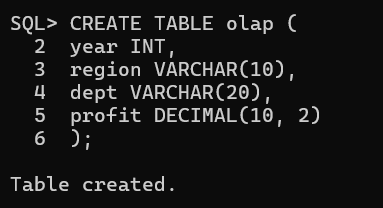 SQL> CREATE TABLE olap (
  2  year INT,
  3  region VARCHAR(10),
  4  dept VARCHAR(20),
  5  profit DECIMAL(10, 2)
  6  );
Table created.